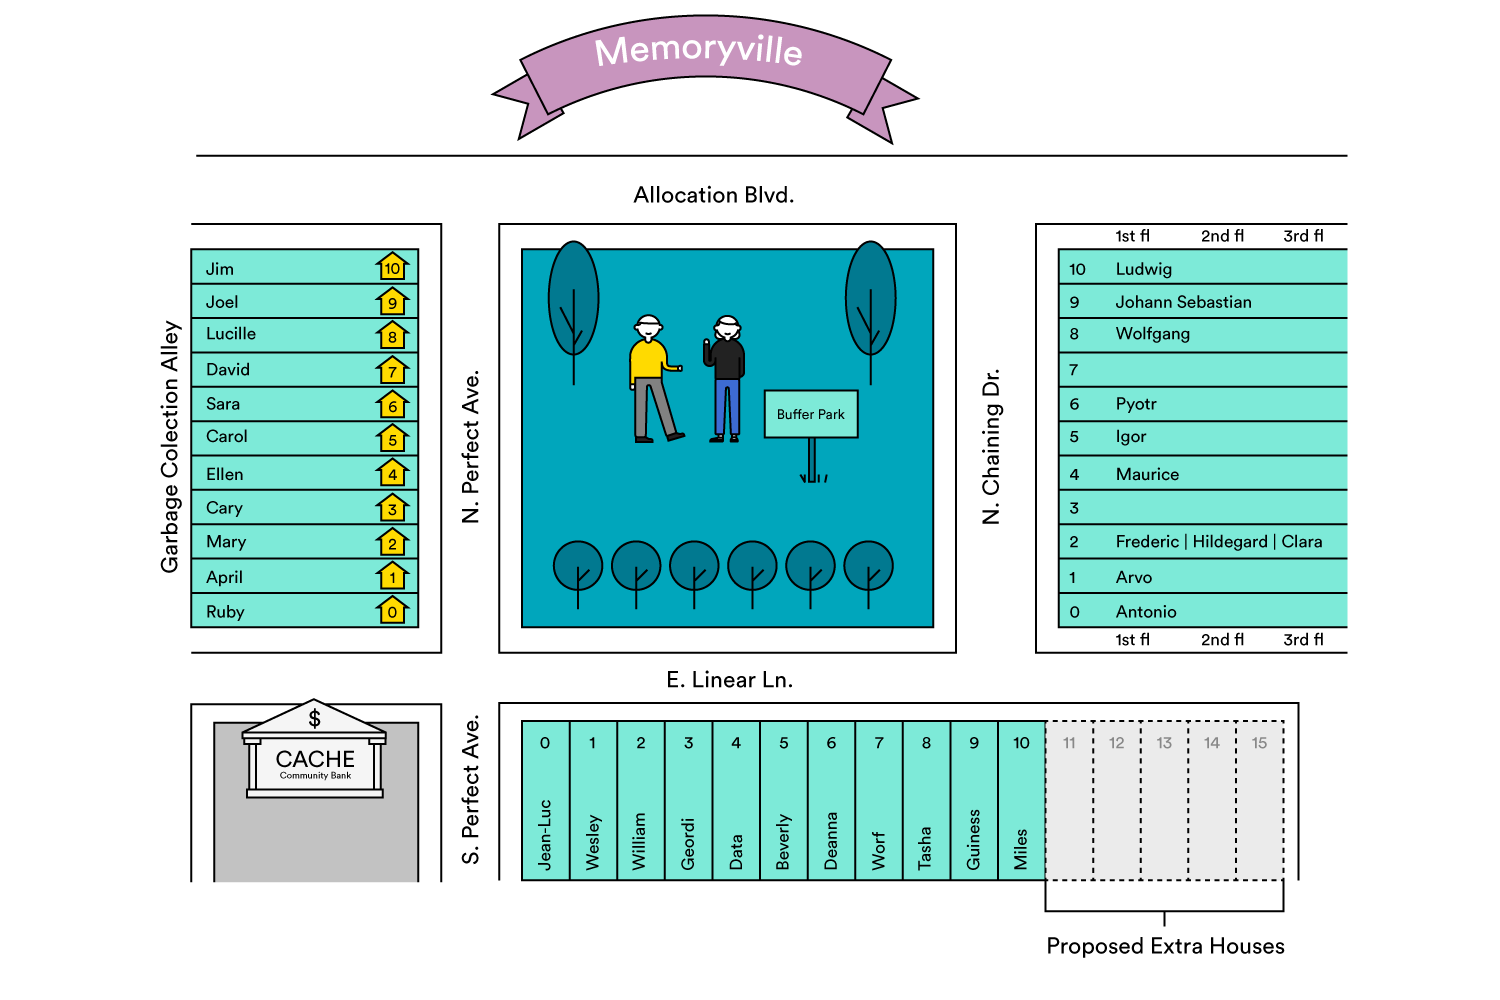 Memoryville
Allocation Blvd.
Garbage Colection Alley
Jim 10
Joel 9
Lucille 8
David 7
Sara 6
Carol 5
Ellen 4
Cary 3
Mary 2
April 1
Ruby 0
N. Perfect Ave.
Buffer Park
N. Chaining Dr.
1st fl 2nd fl 3rd fl
10 Ludwig
9 Johann Sebastian
8 Wolfgang
7
6 Pyotr
5 Igor
4 Maurice
3
2 Frederic | Hildegard | Clara
1 Arvo
0 Antonio
1st fl 2nd fl 3rd fl
E. Linear Ln.
$
CACHE
Community Bank
S. Perfect Ave.
0 1 2 3 4 5 6 7 8 9 10 11 12 13 14 15
Jean-Luc
Wesley
William
Geordi
Data
Beverly
Deanna
Worf
Tasha
Guiness
Miles
Proposed Extra Houses